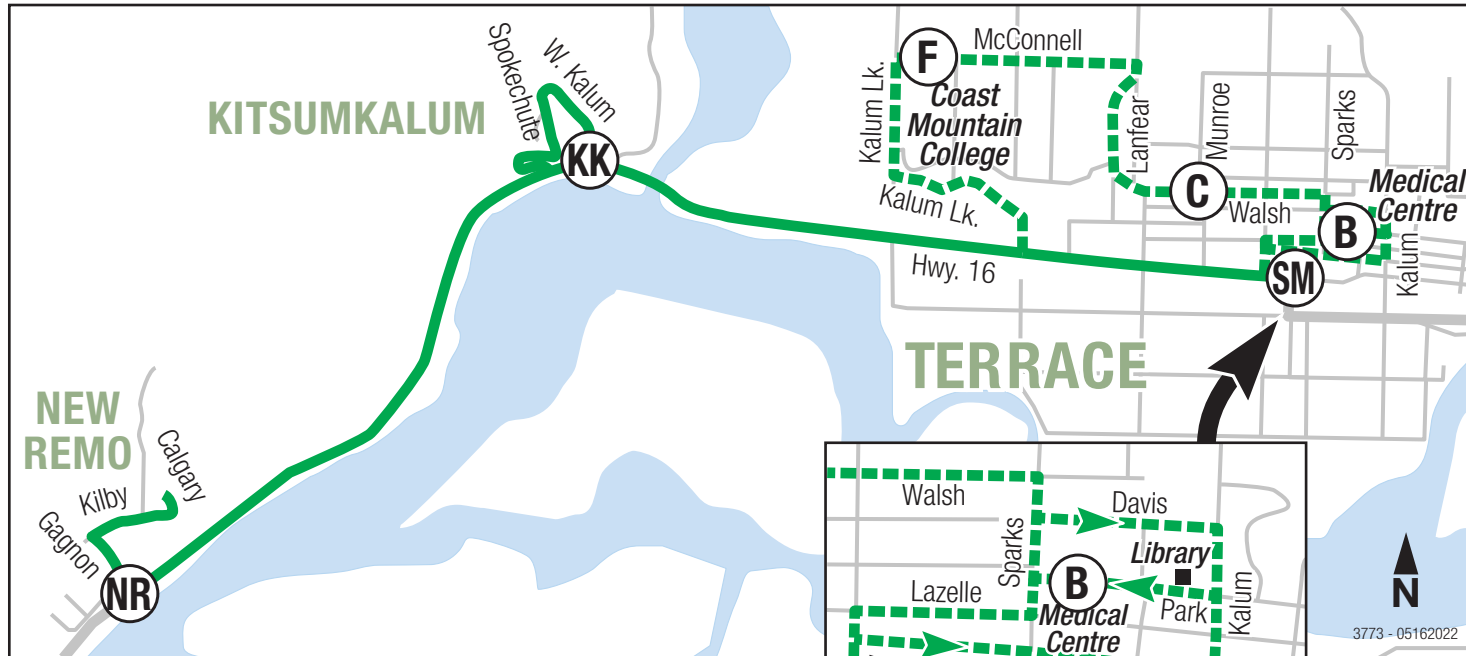 KITSUMKALUM
Spokechute
W. Kalum
KK
F
McConnell
Coast
Mountain
College
Kalum Lk.
Kalum Lk.
Lanfear
Munroe
Sparks
C
Walsh
Medical
Centre
B
Kalum
SM
Hwy. 16
TERRACE
NEW
REMO
Calgary
Kilby
Gagnon
NR
Walsh
Sparks
Davis
Library
B
Medical
Centre
Lazelle
Park
Kalum
N
3773 - 05162022